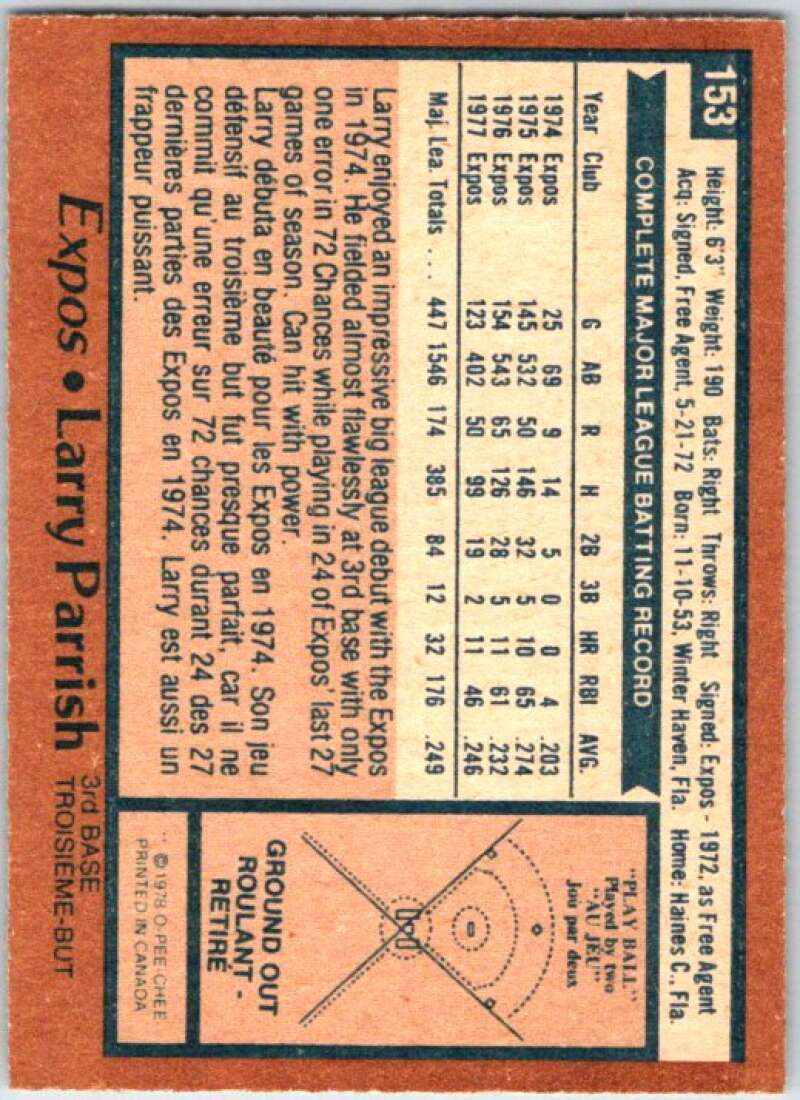 153
Height: 6'3" Weight: 190 Bats: Right Throws: Right Signed: Expos - 1972, as Free Agent
Acq: Signed, Free Agent, 5-21-72 Born: 11-10-53, Winter Haven, Fla. Home: Haines C., Fla.
COMPLETE MAJOR LEAGUE BATTING RECORD
Year Club G AB R H 2B 3B HR RBI AVG.
1974 Expos 25 69 9 14 5 0 0 4 .203
1975 Expos 145 532 50 146 32 5 10 65 .274
1976 Expos 154 543 65 126 28 5 11 61 .232
1977 Expos 123 402 50 99 19 2 11 46 .246
Maj. Lea. Totals .... 447 1546 174 385 84 12 32 176 .249
Larry enjoyed an impressive big league debut with the Expos
in 1974. He fielded almost flawlessly at 3rd base with only
one error in 72 Chances while playing in 24 of Expos' last 27
games of season. Can hit with power.
Larry débuta en beauté pour les Expos en 1974. Son jeu
défensif au troisième but fut presque parfait, car il ne
commit qu'une erreur sur 72 chances durant 24 des 27
dernières parties des Expos en 1974. Larry est aussi un
frappeur puissant.
"PLAY BALL"
Played by two
"AU JEU"
Joú par deux
GROUND OUT
ROULANT -
RETIRÉ
©1978 O-PEE-CHEE
PRINTED IN CANADA
Expos • Larry Parrish 3rd BASE
TROISIÈME-BUT